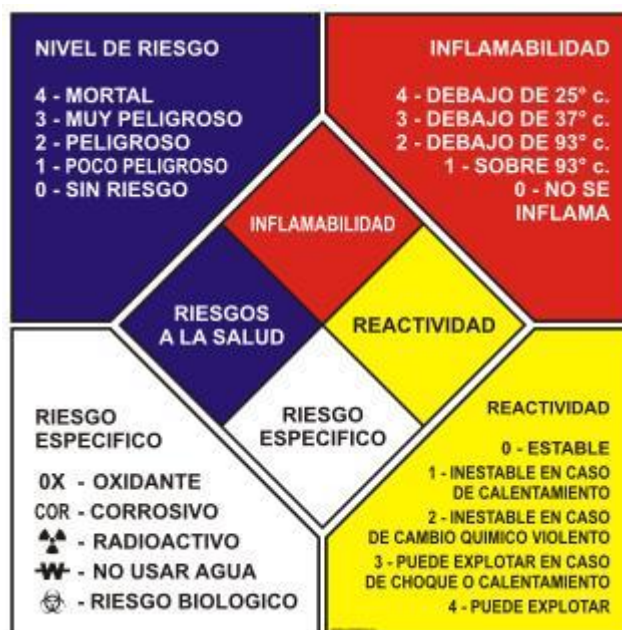 NIVEL DE RIESGO
4 - MORTAL
3 - MUY PELIGROSO
2 - PELIGROSO
1 - POCO PELIGROSO
0 - SIN RIESGO
INFLAMABILIDAD
4 - DEBAJO DE 25° c.
3 - DEBAJO DE 37° c.
2 - DEBAJO DE 93° c.
1 - SOBRE 93° c.
0 - NO SE
INFLAMA
INFLAMABILIDAD
RIESGOS
A LA SALUD
REACTIVIDAD
RIESGO
ESPECIFICO
RIESGO
ESPECIFICO
0X - OXIDANTE
COR - CORROSIVO
- RADIOACTIVO
W - NO USAR AGUA
- RIESGO BIOLOGICO
REACTIVIDAD
0 - ESTABLE
1 - INESTABLE EN CASO
DE CALENTAMIENTO
2 - INESTABLE EN CASO
DE CAMBIO QUIMICO VIOLENTO
3 - PUEDE EXPLOTAR EN CASO
DE CHOQUE O CALENTAMIENTO
4 - PUEDE EXPLOTAR